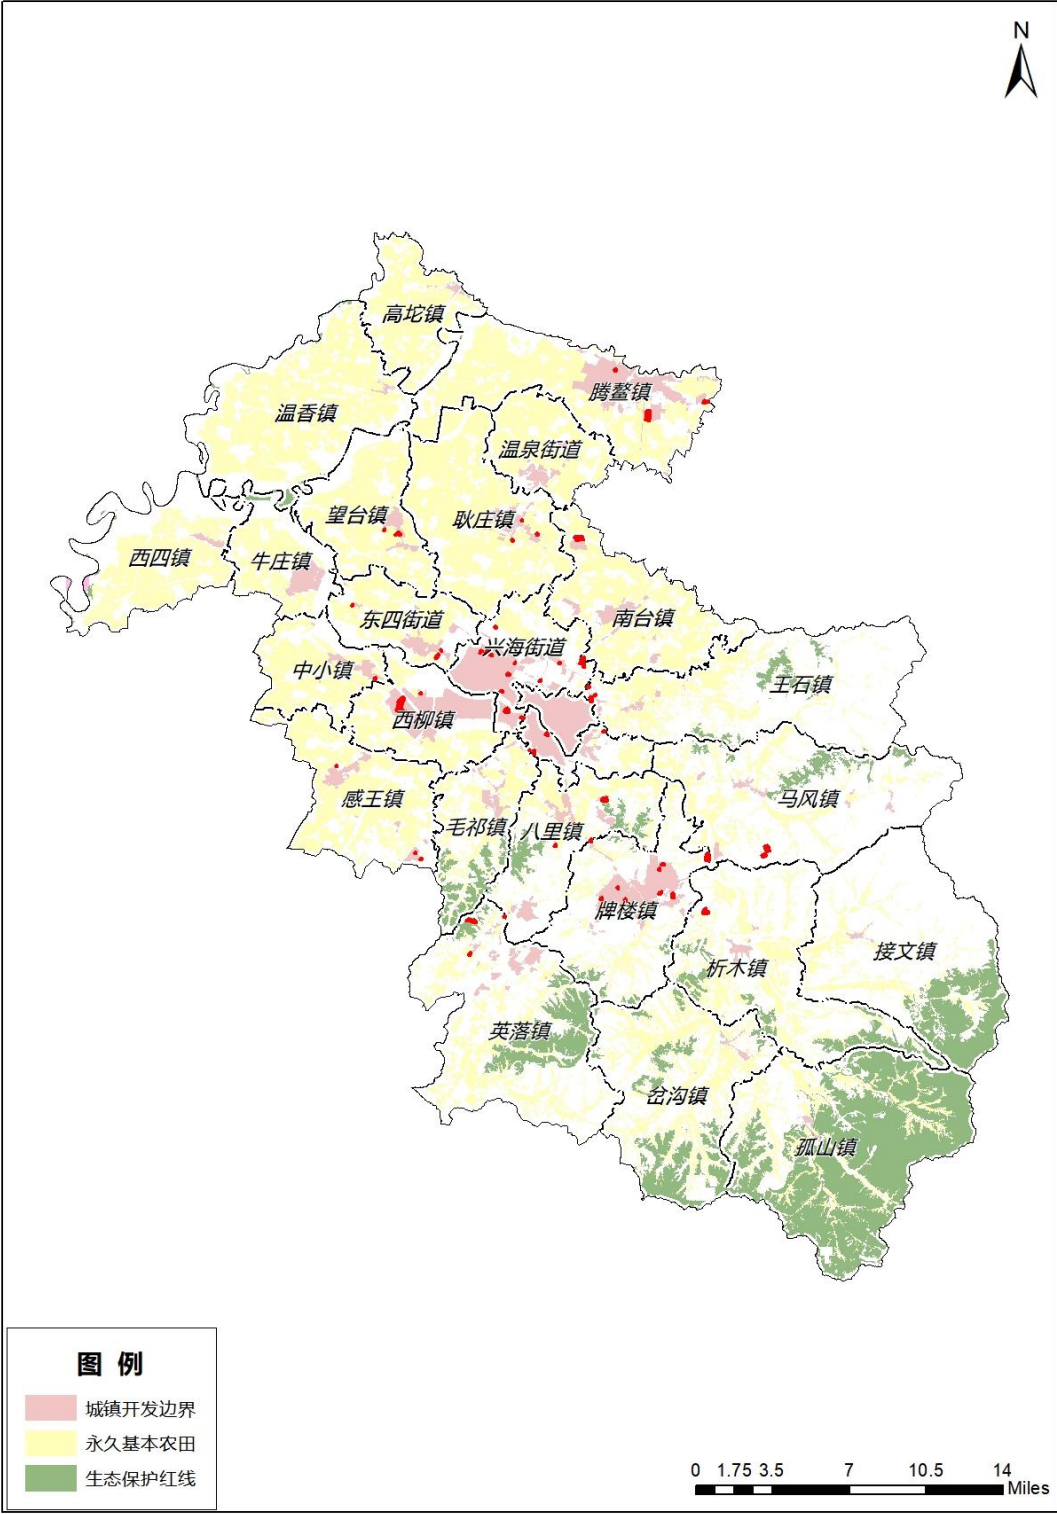 N
高坨镇
腾鳌镇
温香镇
温泉街道
望台镇
耿庄镇
西四镇
牛庄镇
东四街道
兴海街道
南台镇
中小镇
王石镇
西柳镇
感王镇
毛祁镇
八里镇
马风镇
牌楼镇
接文镇
析木镇
英落镇
岔沟镇
孤山镇
图 例
城镇开发边界
永久基本农田
生态保护红线
0 1.75 3.5 7 10.5 14
Miles